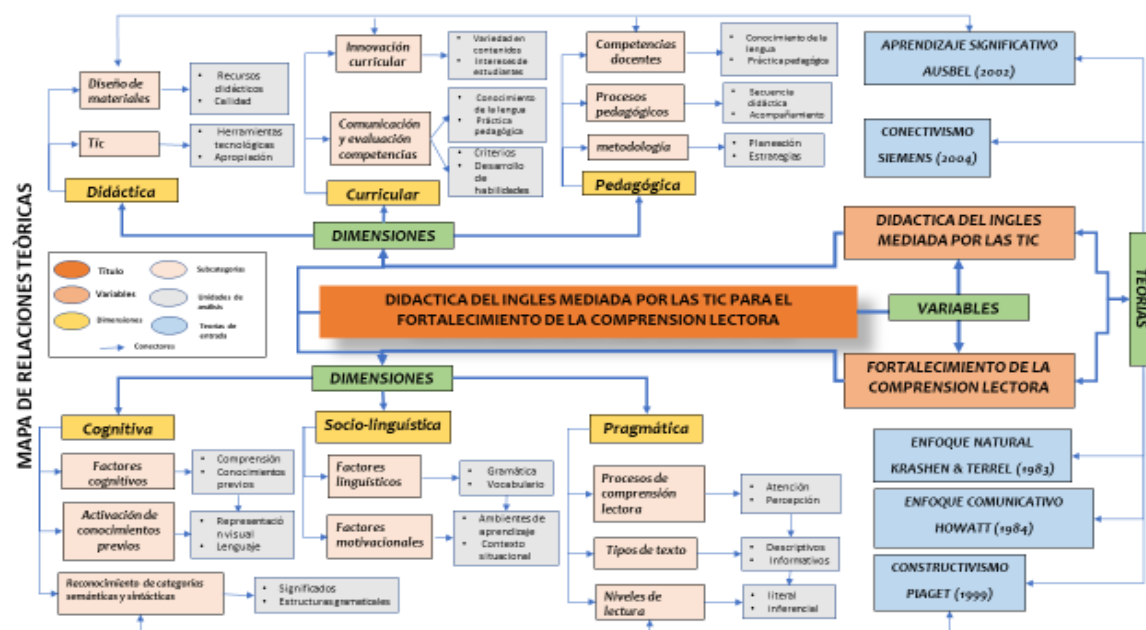 MAPA DE RELACIONES TEÒRICAS
Diseño de
materiales
• Recursos
didácticos
• Calidad
Tic
• Herramientas
tecnológicas
• Apropiación
Didáctica
Innovación
curricular
• Variedad en
contenidos
• Intereses de
estudiantes
Comunicación
y evaluación
competencias
• Conocimiento
de la lengua
• Práctica
pedagógica
• Criterios
• Desarrollo
de
habilidades
Curricular
Competencias
docentes
• Conocimiento de la
lengua
• Práctica pedagógica
Procesos
pedagógicos
• Secuencia
didáctica
• Acompañamiento
metodología
• Planeación
• Estrategias
Pedagógica
APRENDIZAJE SIGNIFICATIVO
AUSBEL (2002)
CONECTIVISMO
SIEMENS (2004)
DIMENSIONES
DIDACTICA DEL INGLES
MEDIADA POR LAS TIC
TEORIAS
Título
Variables
Dimensiones
Subcategorías
Unidades de
análisis
Teorías de
entrada
Conectores
DIDACTICA DEL INGLES MEDIADA POR LAS TIC PARA EL
FORTALECIMIENTO DE LA COMPRENSION LECTORA
VARIABLES
FORTALECIMIENTO DE LA
COMPRENSION LECTORA
DIMENSIONES
Cognitiva
Factores
cognitivos
• Comprensión
• Conocimientos
previos
Activación de
conocimientos
previos
• Representació
n visual
• Lenguaje
Reconocimiento de categorías
semánticas y sintácticas
• Significados
• Estructuras gramaticales
Socio-linguística
Factores
linguísticos
• Gramática
• Vocabulario
Factores
motivacionales
• Ambientes de
aprendizaje
• Contexto
situacional
Pragmática
Procesos de
comprensión
lectora
• Atención
• Percepción
Tipos de texto
• Descriptivos
• Informativos
Niveles de
lectura
• literal
• Inferencial
ENFOQUE NATURAL
KRASHEN & TERREL (1983)
ENFOQUE COMUNICATIVO
HOWATT (1984)
CONSTRUCTIVISMO
PIAGET (1999)